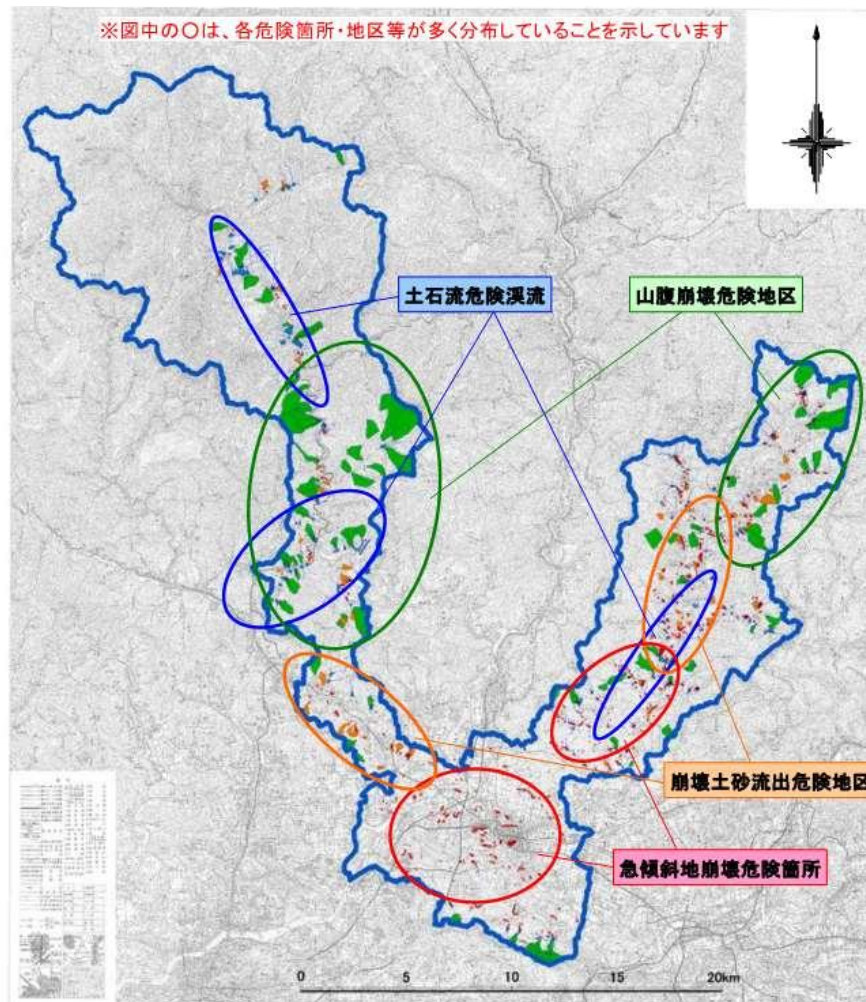 ※図中の〇は、各危険箇所・地区等が多く分布していることを示しています
土石流危険渓流
山腹崩壊危険地区
崩壊土砂流出危険地区
急傾斜地崩壊危険箇所
0 5 10 15 20km